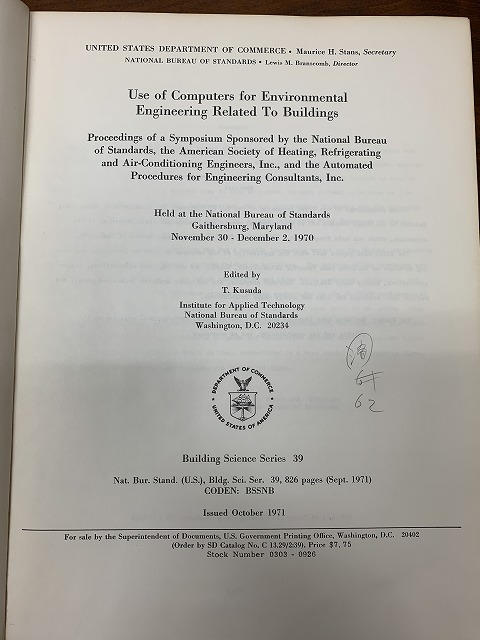 UNITED STATES DEPARTMENT OF COMMERCE • Maurice H. Stans, Secretary
NATIONAL BUREAU OF STANDARDS • Lewis M. Branscomb, Director
Use of Computers for Environmental
Engineering Related To Buildings
Proceedings of a Symposium Sponsored by the National Bureau
of Standards, the American Society of Heating, Refrigerating
and Air-Conditioning Engineers, Inc., and the Automated
Procedures for Engineering Consultants, Inc.
Held at the National Bureau of Standards
Gaithersburg, Maryland
November 30 - December 2, 1970
Edited by
T. Kusuda
Institute for Applied Technology
National Bureau of Standards
Washington, D.C. 20234
DEPARTMENT OF COMMERCE
UNITED STATES OF AMERICA
62
Building Science Series 39
Nat. Bur. Stand. (U.S.), Bldg. Sci. Ser. 39, 826 pages (Sept. 1971)
CODEN: BSSNB
Issued October 1971
For sale by the Superintendent of Documents, U.S. Government Printing Office, Washington, D.C. 20402
(Order by SD Catalog No. C 13.29/2:39). Price $7.75
Stock Number 0303 - 0926